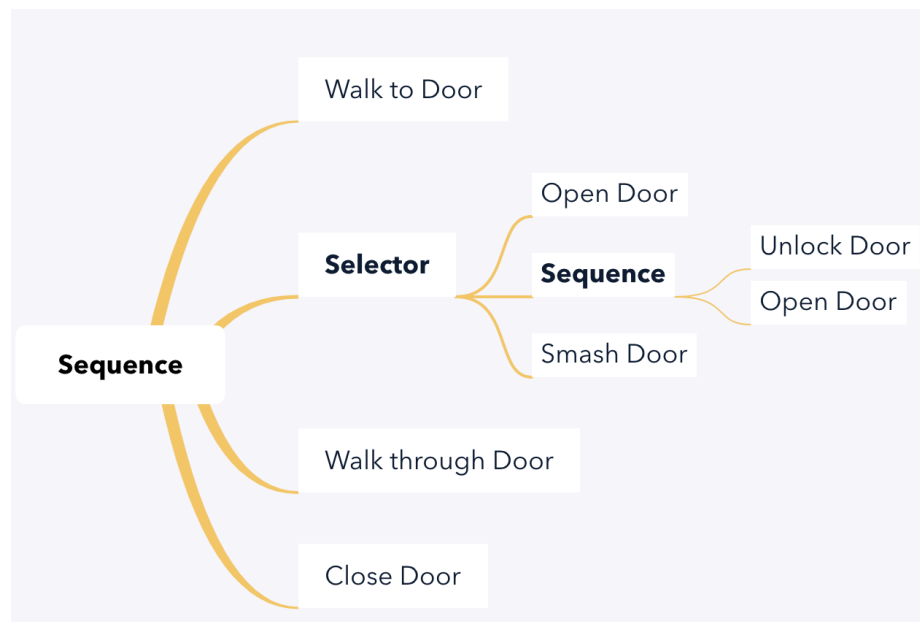 Walk to Door
Open Door
Unlock Door
Selector
Sequence
Open Door
Smash Door
Sequence
Walk through Door
Close Door